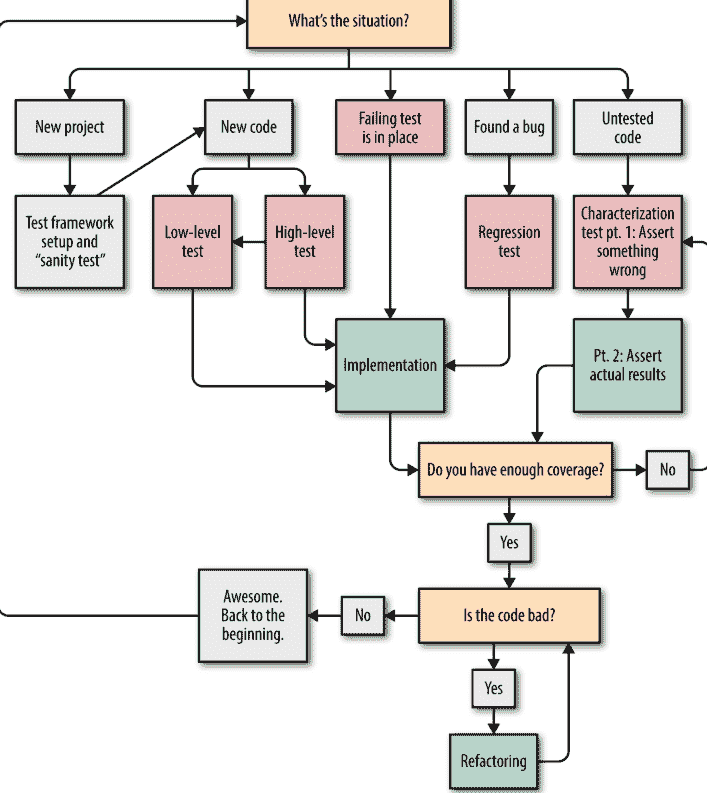 What's the situation?
New project
New code
Failing test
is in place
Found a bug
Untested
code
Test framework
setup and
“sanity test”
Low-level
test
High-level
test
Regression
test
Characterization
test pt. 1: Assert
something
wrong
Implementation
Pt. 2: Assert
actual results
Do you have enough coverage?
No
Yes
Awesome.
Back to the
beginning.
No
Is the code bad?
Yes
Refactoring